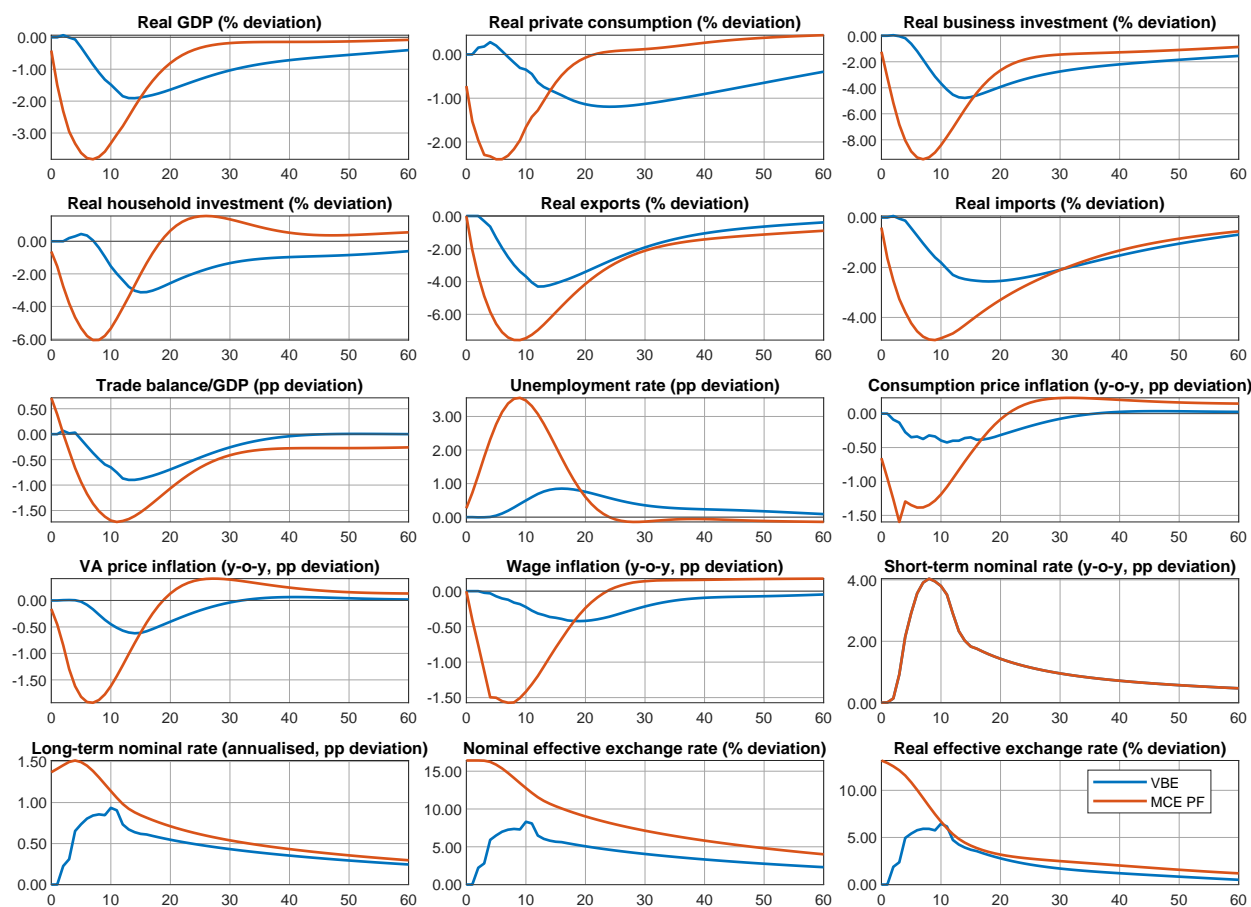 Real GDP (% deviation)
0.00
-1.00
-2.00
-3.00
0 10 20 30 40 50 60
Real private consumption (% deviation)
0.00
-1.00
-2.00
0 10 20 30 40 50 60
Real business investment (% deviation)
0.00
-2.00
-4.00
-6.00
-8.00
0 10 20 30 40 50 60
Real household investment (% deviation)
0.00
-2.00
-4.00
-6.00
0 10 20 30 40 50 60
Real exports (% deviation)
0.00
-2.00
-4.00
-6.00
0 10 20 30 40 50 60
Real imports (% deviation)
0.00
-2.00
-4.00
0 10 20 30 40 50 60
Trade balance/GDP (pp deviation)
0.50
0.00
-0.50
-1.00
-1.50
0 10 20 30 40 50 60
Unemployment rate (pp deviation)
3.00
2.00
1.00
0.00
0 10 20 30 40 50 60
Consumption price inflation (y-o-y, pp deviation)
0.00
-0.50
-1.00
-1.50
0 10 20 30 40 50 60
VA price inflation (y-o-y, pp deviation)
0.00
-0.50
-1.00
-1.50
0 10 20 30 40 50 60
Wage inflation (y-o-y, pp deviation)
0.00
-0.50
-1.00
-1.50
0 10 20 30 40 50 60
Short-term nominal rate (y-o-y, pp deviation)
4.00
2.00
0.00
0 10 20 30 40 50 60
Long-term nominal rate (annualised, pp deviation)
1.50
1.00
0.50
0.00
0 10 20 30 40 50 60
Nominal effective exchange rate (% deviation)
15.00
10.00
5.00
0.00
0 10 20 30 40 50 60
Real effective exchange rate (% deviation)
VBE
MCE PF
10.00
5.00
0.00
0 10 20 30 40 50 60